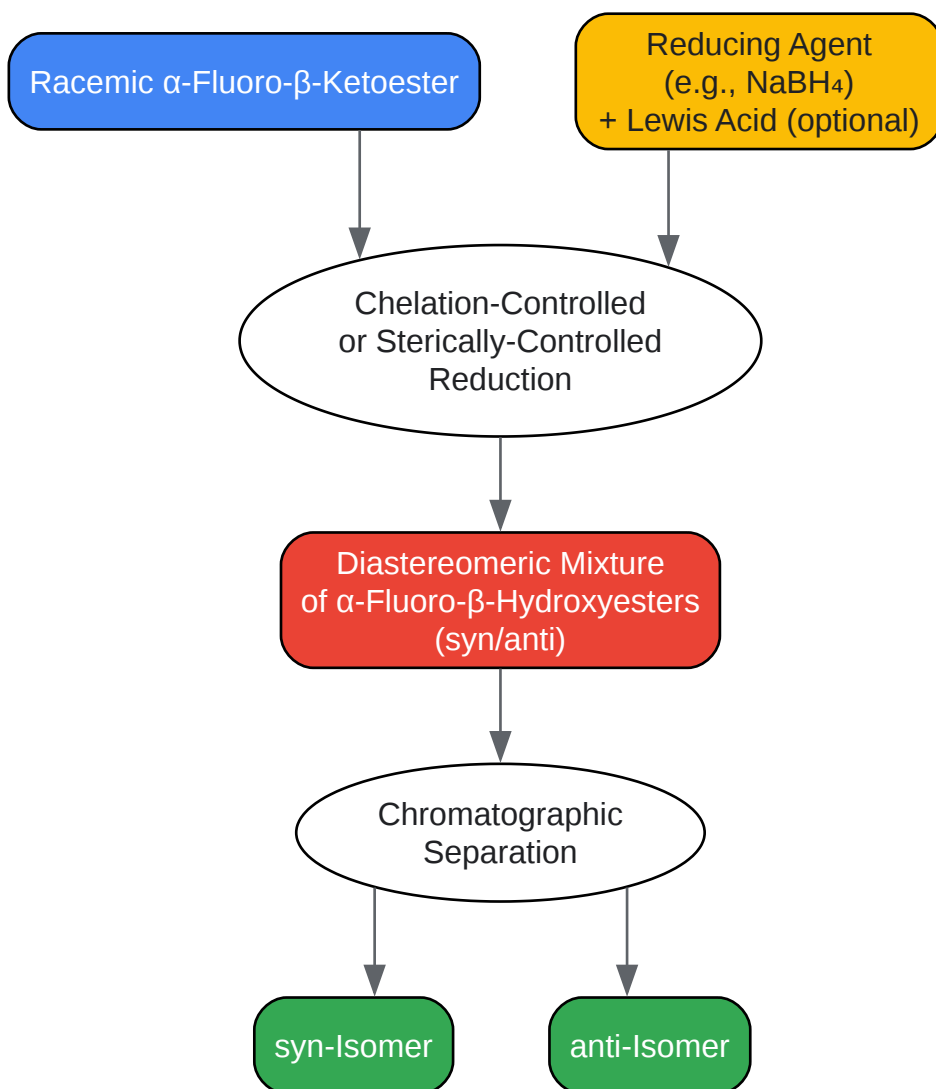 Racemic α-Fluoro-β-Ketoester
Reducing Agent
(e.g., NaBH₄)
+ Lewis Acid (optional)
Chelation-Controlled
or Sterically-Controlled
Reduction
Diastereomeric Mixture
of α-Fluoro-β-Hydroxyesters
(syn/anti)
Chromatographic
Separation
syn-Isomer
anti-Isomer